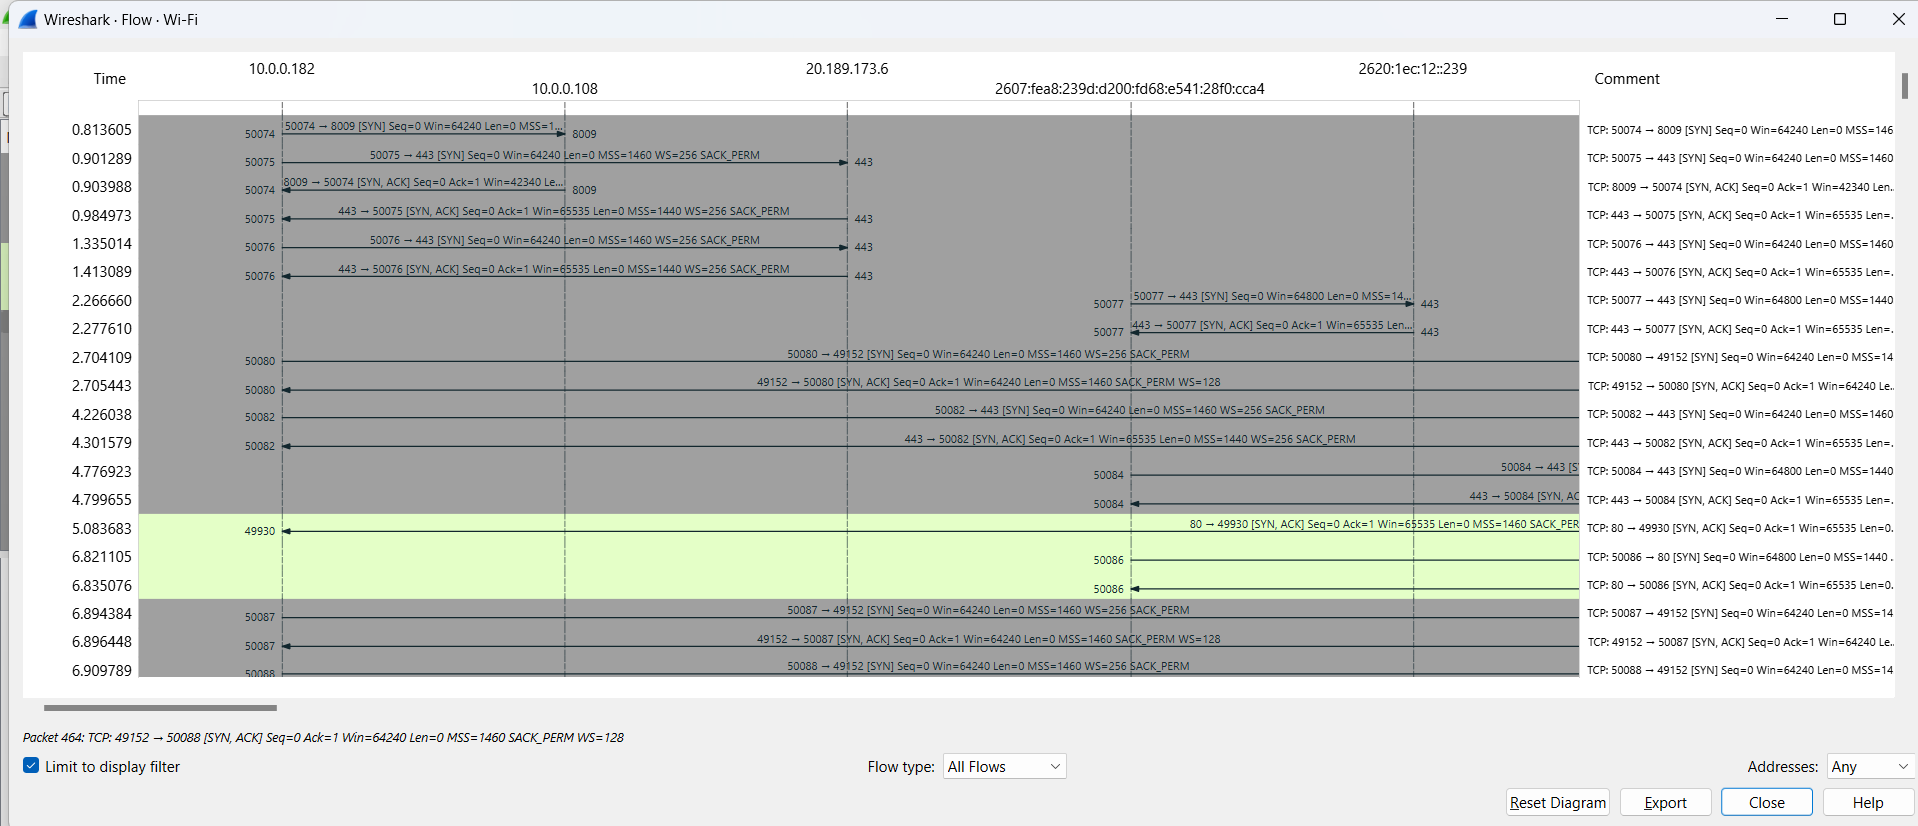 Wireshark · Flow · Wi-Fi
Time
10.0.0.182
10.0.0.108
20.189.173.6
2607:fea8:239d:d200:fd68:e541:28f0:cca4
2620:1ec:12::239
Comment
0.813605 50074 50074 → 8009 [SYN] Seq=0 Win=64240 Len=0 MSS=1... 8009 TCP: 50074 → 8009 [SYN] Seq=0 Win=64240 Len=0 MSS=146
0.901289 50075 50075 → 443 [SYN] Seq=0 Win=64240 Len=0 MSS=1460 WS=256 SACK_PERM 443 TCP: 50075 → 443 [SYN] Seq=0 Win=64240 Len=0 MSS=1460
0.903988 50074 8009 → 50074 [SYN, ACK] Seq=0 Ack=1 Win=42340 Le... 8009 TCP: 8009 → 50074 [SYN, ACK] Seq=0 Ack=1 Win=42340 Len..
0.984973 50075 443 → 50075 [SYN, ACK] Seq=0 Ack=1 Win=65535 Len=0 MSS=1440 WS=256 SACK_PERM 443 TCP: 443 → 50075 [SYN, ACK] Seq=0 Ack=1 Win=65535 Len=.
1.335014 50076 50076 → 443 [SYN] Seq=0 Win=64240 Len=0 MSS=1460 WS=256 SACK_PERM 443 TCP: 50076 → 443 [SYN] Seq=0 Win=64240 Len=0 MSS=1460
1.413089 50076 443 → 50076 [SYN, ACK] Seq=0 Ack=1 Win=65535 Len=0 MSS=1440 WS=256 SACK_PERM 443 TCP: 443 → 50076 [SYN, ACK] Seq=0 Ack=1 Win=65535 Len=.
2.266660 50077 50077 → 443 [SYN] Seq=0 Win=64800 Len=0 MSS=14... 443 TCP: 50077 → 443 [SYN] Seq=0 Win=64800 Len=0 MSS=1440
2.277610 50077 443 → 50077 [SYN, ACK] Seq=0 Ack=1 Win=65535 Len... 443 TCP: 443 → 50077 [SYN, ACK] Seq=0 Ack=1 Win=65535 Len=.
2.704109 50080 50080 → 49152 [SYN] Seq=0 Win=64240 Len=0 MSS=1460 WS=256 SACK_PERM TCP: 50080 → 49152 [SYN] Seq=0 Win=64240 Len=0 MSS=14
2.705443 50080 49152 → 50080 [SYN, ACK] Seq=0 Ack=1 Win=64240 Len=0 MSS=1460 SACK_PERM WS=128 TCP: 49152 → 50080 [SYN, ACK] Seq=0 Ack=1 Win=64240 Le..
4.226038 50082 50082 → 443 [SYN] Seq=0 Win=64240 Len=0 MSS=1460 WS=256 SACK_PERM TCP: 50082 → 443 [SYN] Seq=0 Win=64240 Len=0 MSS=1460
4.301579 50082 443 → 50082 [SYN, ACK] Seq=0 Ack=1 Win=65535 Len=0 MSS=1440 WS=256 SACK_PERM TCP: 443 → 50082 [SYN, ACK] Seq=0 Ack=1 Win=65535 Len=.
4.776923 50084 50084 → 443 [S TCP: 50084 → 443 [SYN] Seq=0 Win=64800 Len=0 MSS=1440
4.799655 50084 443 → 50084 [SYN, AC TCP: 443 → 50084 [SYN, ACK] Seq=0 Ack=1 Win=65535 Len=.
5.083683 49930 80 → 49930 [SYN, ACK] Seq=0 Ack=1 Win=65535 Len=0 MSS=1460 SACK_PER TCP: 80 → 49930 [SYN, ACK] Seq=0 Ack=1 Win=65535 Len=0.
6.821105 50086 TCP: 50086 → 80 [SYN] Seq=0 Win=64800 Len=0 MSS=1440 .
6.835076 50086 TCP: 80 → 50086 [SYN, ACK] Seq=0 Ack=1 Win=65535 Len=0.
6.894384 50087 50087 → 49152 [SYN] Seq=0 Win=64240 Len=0 MSS=1460 WS=256 SACK_PERM TCP: 50087 → 49152 [SYN] Seq=0 Win=64240 Len=0 MSS=14
6.896448 50087 49152 → 50087 [SYN, ACK] Seq=0 Ack=1 Win=64240 Len=0 MSS=1460 SACK_PERM WS=128 TCP: 49152 → 50087 [SYN, ACK] Seq=0 Ack=1 Win=64240 Le..
6.909789 50088 50088 → 49152 [SYN] Seq=0 Win=64240 Len=0 MSS=1460 WS=256 SACK_PERM TCP: 50088 → 49152 [SYN] Seq=0 Win=64240 Len=0 MSS=14
Packet 464: TCP: 49152 → 50088 [SYN, ACK] Seq=0 Ack=1 Win=64240 Len=0 MSS=1460 SACK_PERM WS=128
Limit to display filter
Flow type: All Flows
Addresses: Any
Reset Diagram
Export
Close
Help